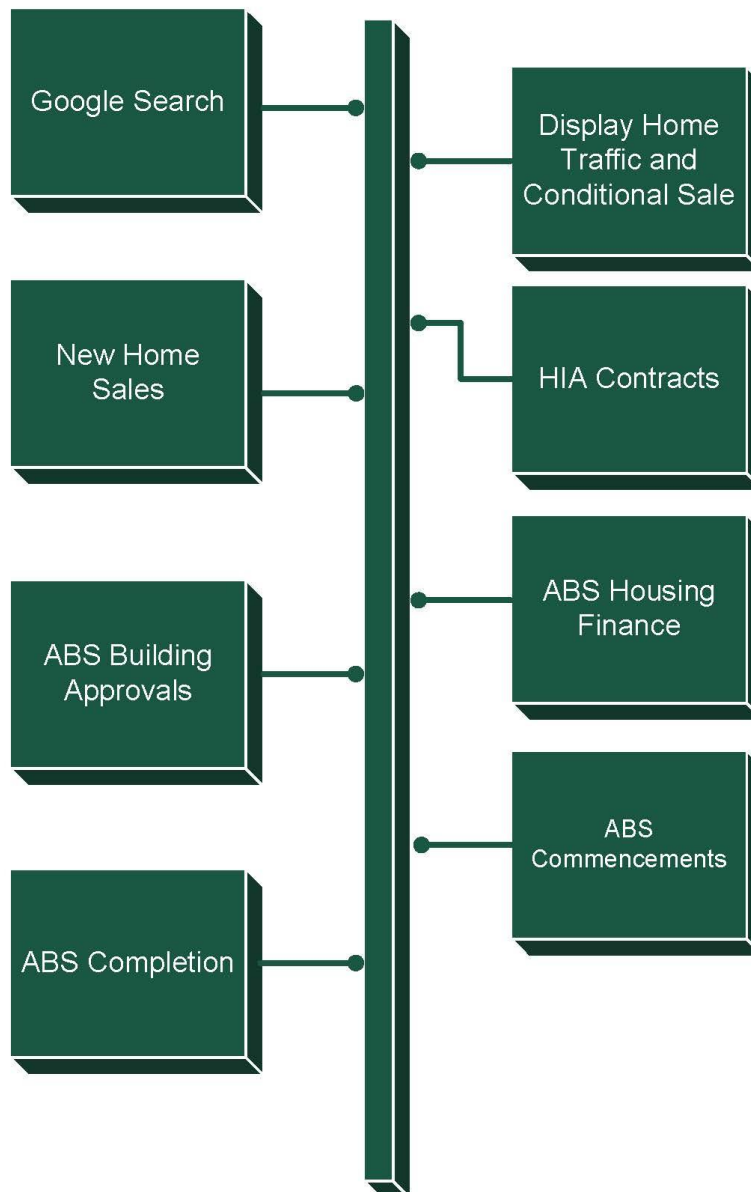 Google Search
Display Home
Traffic and
Conditional Sale
New Home
Sales
HIA Contracts
ABS Housing
Finance
ABS Building
Approvals
ABS
Commencements
ABS Completion